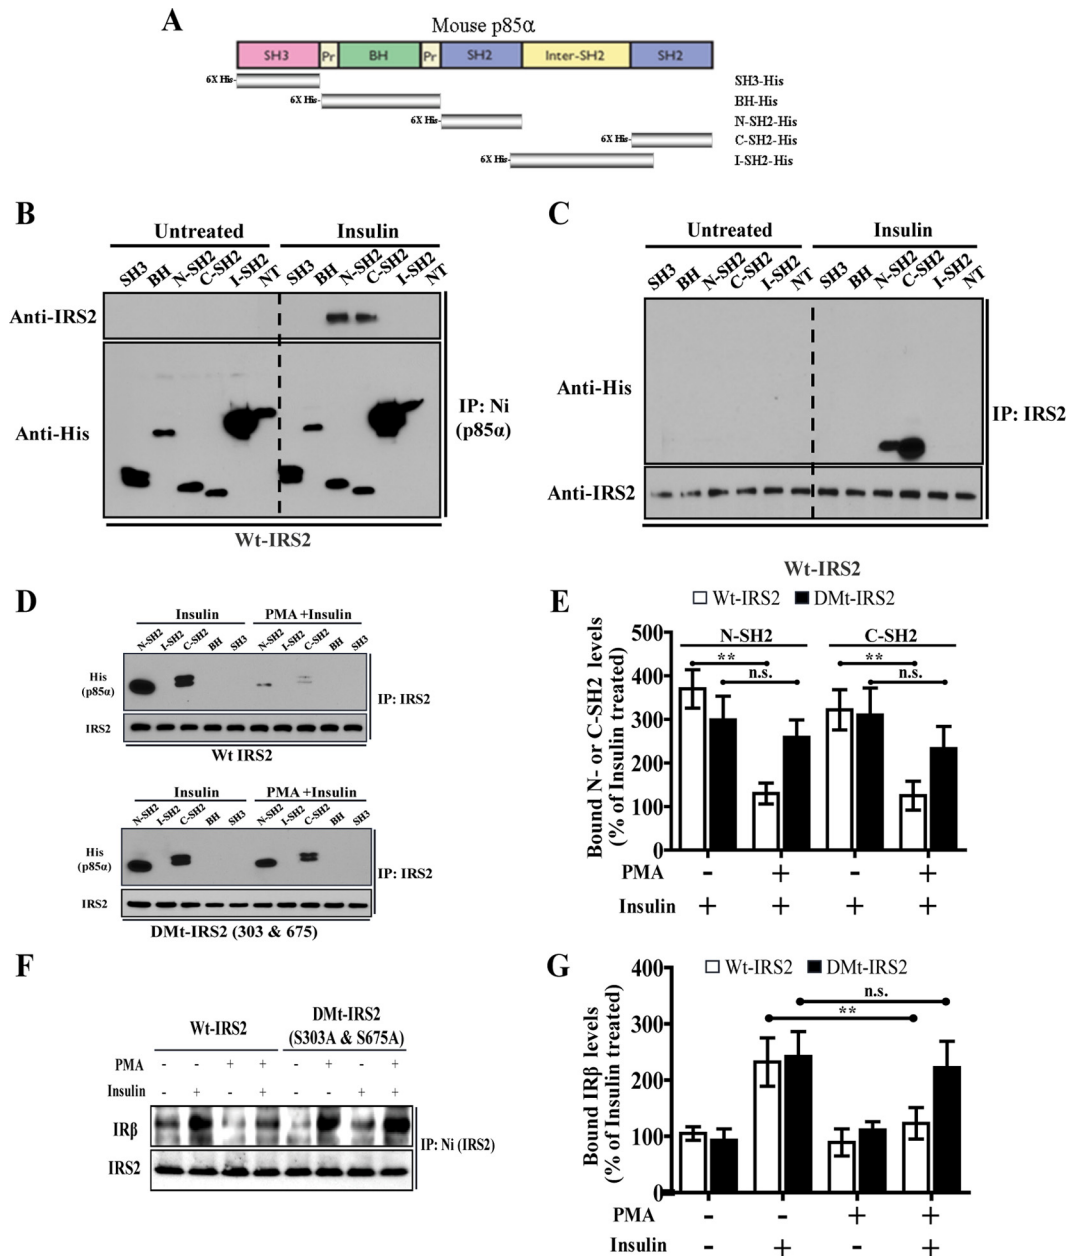 A
Mouse p85α
SH3 Pr BH Pr SH2 Inter-SH2 SH2
6X His- SH3-His
6X His- BH-His
6X His- N-SH2-His
6X His- C-SH2-His
6X His- I-SH2-His
B
Untreated Insulin
SH3 BH N-SH2 C-SH2 I-SH2 NT SH3 BH N-SH2 C-SH2 I-SH2 NT
Anti-IRS2
Anti-His
IP: Ni
(p85α)
Wt-IRS2
C
Untreated Insulin
SH3 BH N-SH2 C-SH2 I-SH2 NT SH3 BH N-SH2 C-SH2 I-SH2 NT
Anti-His
IP: IRS2
Anti-IRS2
Wt-IRS2
D
Insulin PMA +Insulin
N-SH2 I-SH2 C-SH2 BH SH3 N-SH2 I-SH2 C-SH2 BH SH3
His
(p85α)
IP: IRS2
IRS2
Wt IRS2
Insulin PMA +Insulin
N-SH2 I-SH2 C-SH2 BH SH3 N-SH2 I-SH2 C-SH2 BH SH3
His
(p85α)
IP: IRS2
IRS2
DMt-IRS2 (303 & 675)
E
Wt-IRS2 DMt-IRS2
Bound N- or C-SH2 levels
(% of Insulin treated)
500
400
300
200
100
0
N-SH2 C-SH2
** **
n.s. n.s.
PMA - + - +
Insulin + + + +
F
Wt-IRS2
DMt-IRS2
(S303A & S675A)
PMA - - + + - + - +
Insulin - + - + - - + +
IRβ
IP: Ni (IRS2)
IRS2
G
Wt-IRS2 DMt-IRS2
Bound IRβ levels
(% of Insulin treated)
400
300
200
100
0
n.s.
**
PMA - - + +
Insulin - + - +